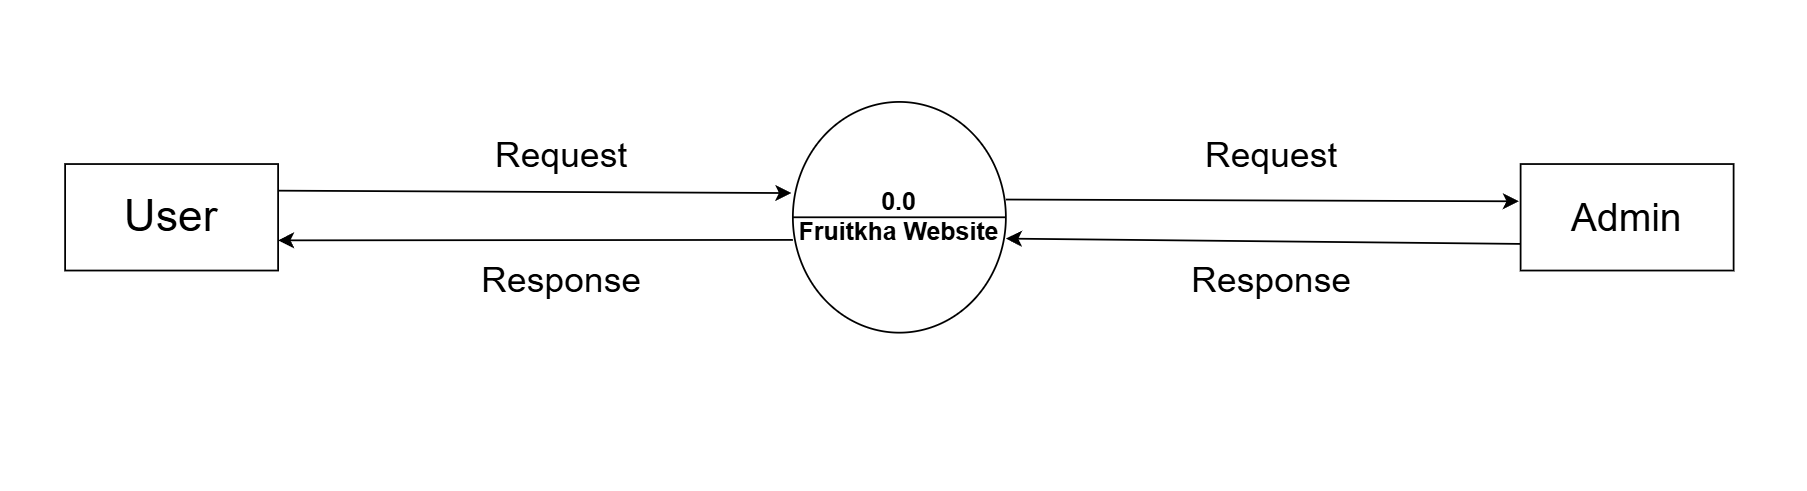 Request
Request
User
0.0
Fruitkha Website
Admin
Response
Response